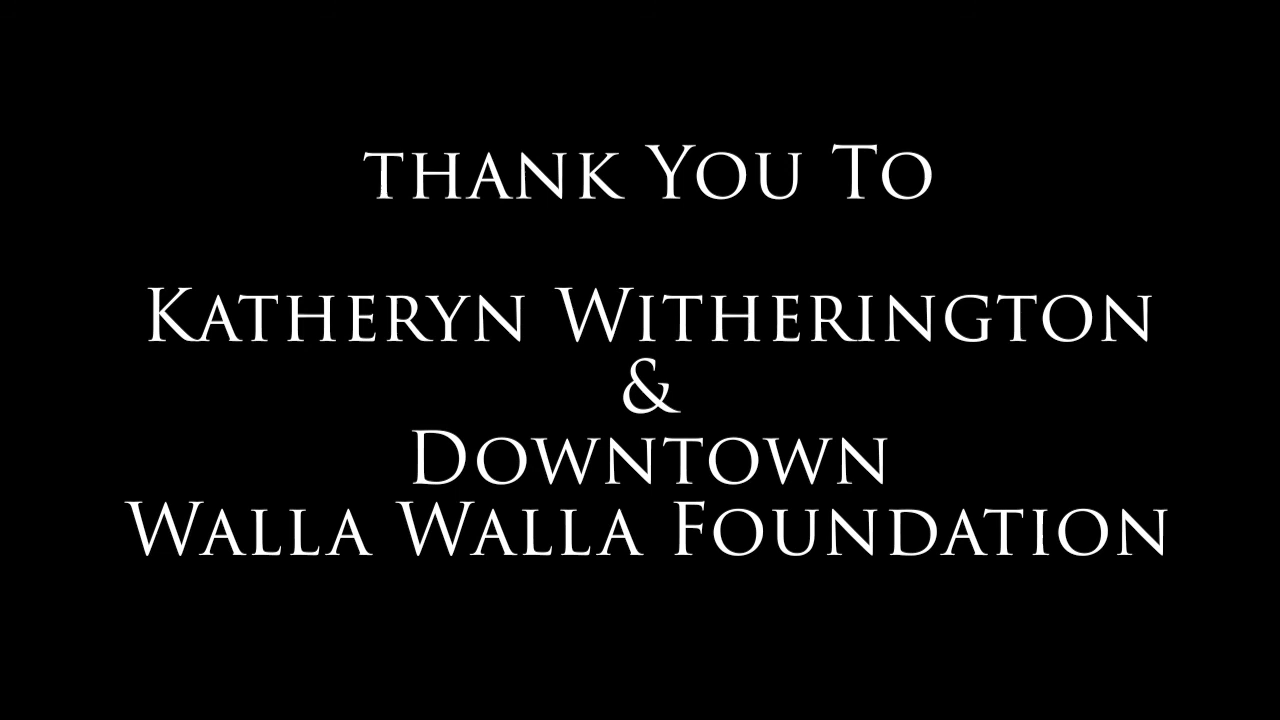 thank You To
Katheryn Witherington
&
Downtown
Walla Walla Foundation